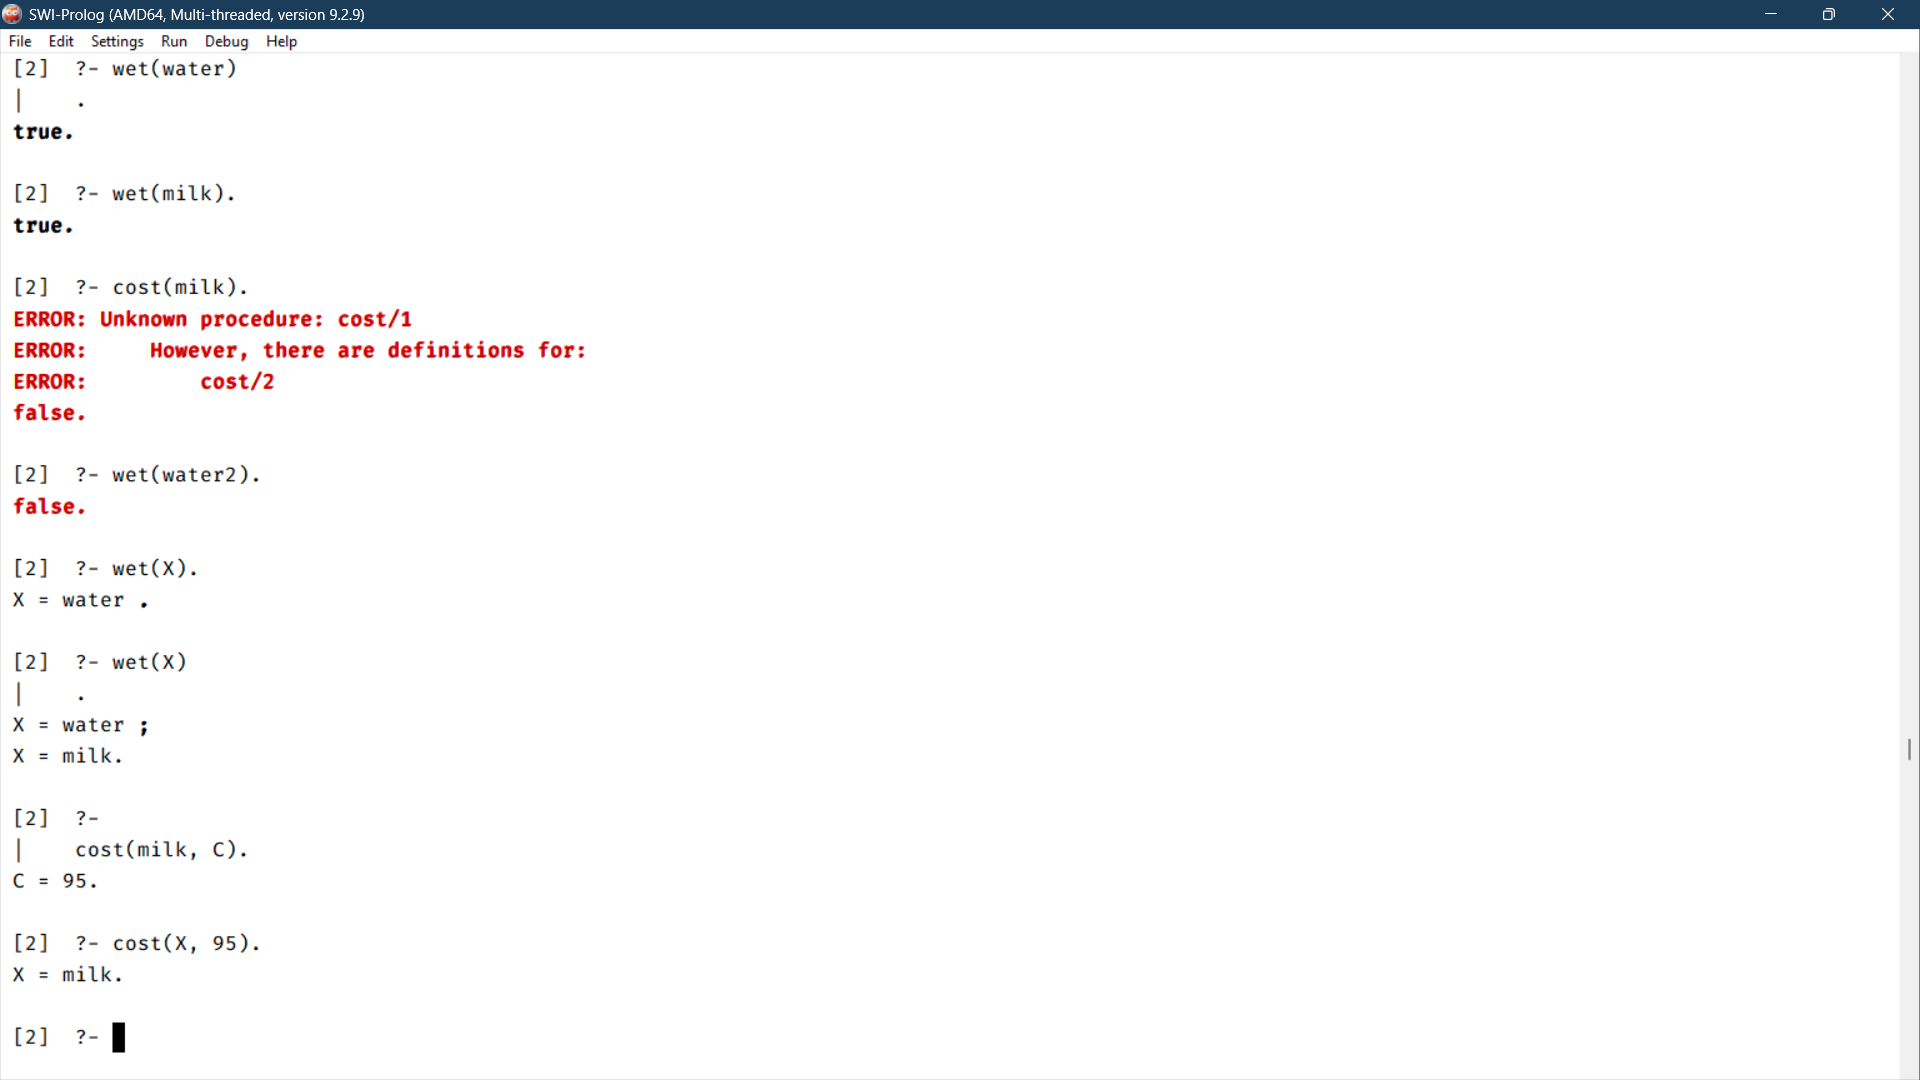 SWI-Prolog (AMD64, Multi-threaded, version 9.2.9)
File Edit Settings Run Debug Help
[2]  ?- wet(water)
|    .
true.
[2]  ?- wet(milk).
true.
[2]  ?- cost(milk).
ERROR: Unknown procedure: cost/1
ERROR:     However, there are definitions for:
ERROR:         cost/2
false.
[2]  ?- wet(water2).
false.
[2]  ?- wet(X).
X = water .
[2]  ?- wet(X)
|    .
X = water ;
X = milk.
[2]  ?-
|    cost(milk, C).
C = 95.
[2]  ?- cost(X, 95).
X = milk.
[2]  ?-